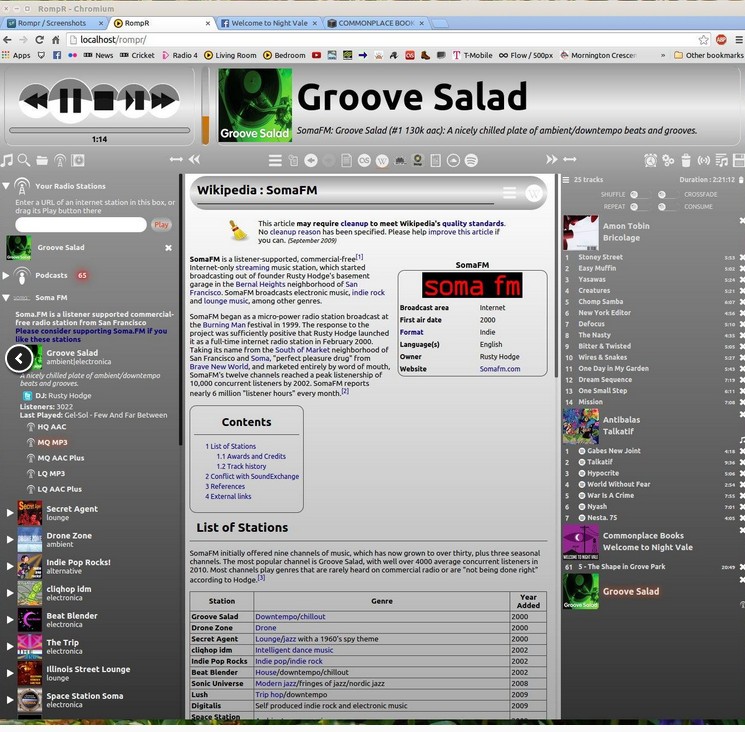 RompR - Chromium
Rompr / Screenshots
RompR
Welcome to Night Vale
COMMONPLACE BOOK
localhost/rompr/
Apps
News
Cricket
Radio 4
Living Room
Bedroom
T-Mobile
Flow / 500px
Mornington Crescen
»
Other bookmarks
1:14
Groove Salad
Groove Salad
SomaFM: Groove Salad (#1 130k aac): A nicely chilled plate of ambient/downtempo beats and grooves.
Your Radio Stations
Enter a URL of an internet station in this box, or
drag its Play button there
Play
Groove Salad
Podcasts 65
Soma FM
Soma.FM is a listener supported commercial-
free radio station from San Francisco
Please consider supporting Soma.FM if you
like these stations
Groove Salad
ambient|electronica
A nicely chilled plate of ambient/downtempo
beats and grooves.
DJ: Rusty Hodge
Listeners: 3022
Last Played: Gel-Sol - Few And Far Between
HQ AAC
MQ MP3
MQ AAC Plus
LQ MP3
LQ AAC Plus
Secret Agent
lounge
Drone Zone
ambient
Indie Pop Rocks!
alternative
cliqhop idm
electronica
Beat Blender
electronica
The Trip
electronica
Illinois Street Lounge
lounge
Space Station Soma
electronica
Wikipedia : SomaFM
This article may require cleanup to meet Wikipedia's quality standards.
No cleanup reason has been specified. Please help improve this article if
you can. (September 2009)
SomaFM is a listener-supported, commercial-free[1]
Internet-only streaming music station, which started
broadcasting out of founder Rusty Hodge's basement
garage in the Bernal Heights neighborhood of San
Francisco. SomaFM broadcasts electronic music, indie rock
and lounge music, among other genres.
SomaFM began as a micro-power radio station broadcast at
the Burning Man festival in 1999. The response to the
project was sufficiently positive that Rusty Hodge launched
it as a full-time internet radio station in February 2000.
Taking its name from the South of Market neighborhood of
San Francisco and Soma, "perfect pleasure drug" from
Brave New World, and marketed entirely by word of mouth,
SomaFM's twelve channels reached a peak listenership of
10,000 concurrent listeners by 2002. SomaFM reports
nearly 6 million "listener hours" every month.[2]
SomaFM
soma fm
Broadcast area Internet
First air date 2000
Format Indie
Language(s) English
Owner Rusty Hodge
Website Somafm.com
Contents
1 List of Stations
1.1 Awards and Credits
1.2 Track history
2 Conflict with SoundExchange
3 References
4 External links
List of Stations
SomaFM initially offered nine channels of music, which has now grown to over thirty, plus three seasonal
channels. The most popular channel is Groove Salad, with well over 4000 average concurrent listeners in
2010. Most channels play genres that are rarely heard on commercial radio or are "not being done right"
according to Hodge.[3]
Station Genre Year Added
Groove Salad Downtempo/chillout 2000
Drone Zone Drone 2000
Secret Agent Lounge/jazz with a 1960's spy theme 2000
cliqhop idm Intelligent dance music 2002
Indie Pop Rocks Indie pop/indie rock 2002
Beat Blender House/downtempo/chillout 2002
Sonic Universe Modern jazz/fringes of jazz/nordic jazz 2008
Lush Trip hop/downtempo 2009
Digitalis Self produced indie rock and electronic music 2009
Space Station
25 tracks
Duration : 2:21:12
SHUFFLE CROSSFADE
REPEAT CONSUME
Amon Tobin
Bricolage
1 Stoney Street 5:53
2 Easy Muffin 5:02
3 Yasawas 5:24
4 Creatures 5:21
5 Chomp Samba 6:07
6 New York Editor 4:56
7 Defocus 5:10
8 The Nasty 4:55
9 Bitter & Twisted 3:00
10 Wires & Snakes 5:27
11 One Day in My Garden 5:43
12 Dream Sequence 7:19
13 One Small Step 6:11
14 Mission 7:08
Antibalas
Talkatif
1 Gabes New Joint 4:18
2 Talkatif 9:36
3 Hypocrite 5:06
4 World Without Fear 2:54
5 War Is A Crime 7:55
6 Nyash 7:01
7 Nesta. 75 4:05
Commonplace Books
Welcome to Night Vale
61 5 - The Shape in Grove Park 20:49
Groove Salad
Groove Salad